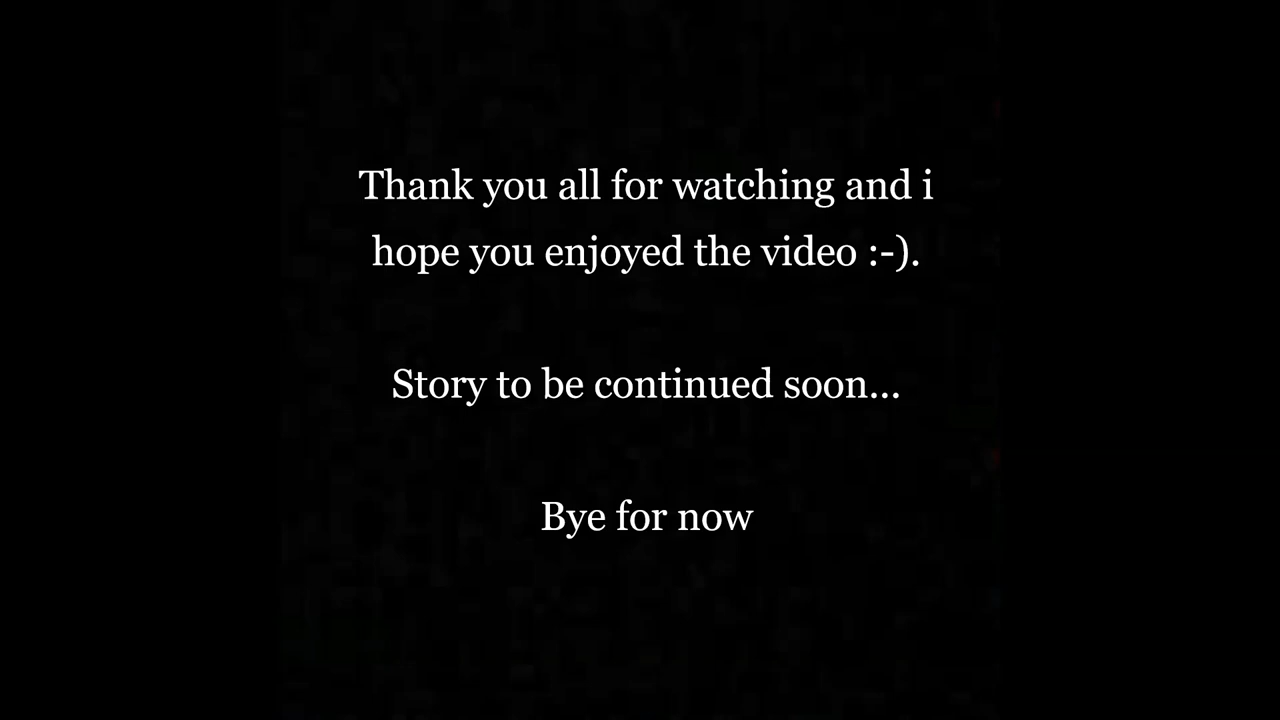 Thank you all for watching and i
hope you enjoyed the video :-).
Story to be continued soon...
Bye for now